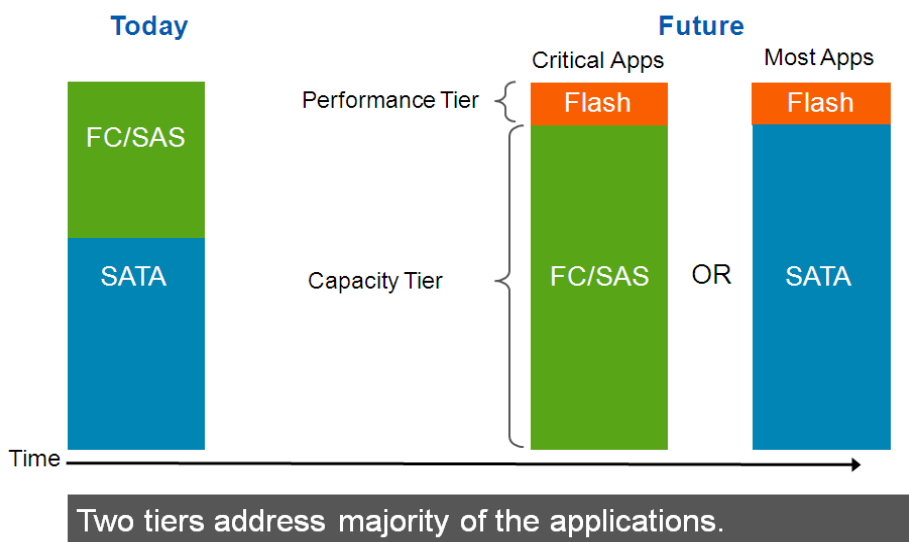 Today
Future
Critical Apps
Most Apps
Performance Tier
Flash
Flash
FC/SAS
SATA
Capacity Tier
FC/SAS
OR
SATA
Time
Two tiers address majority of the applications.